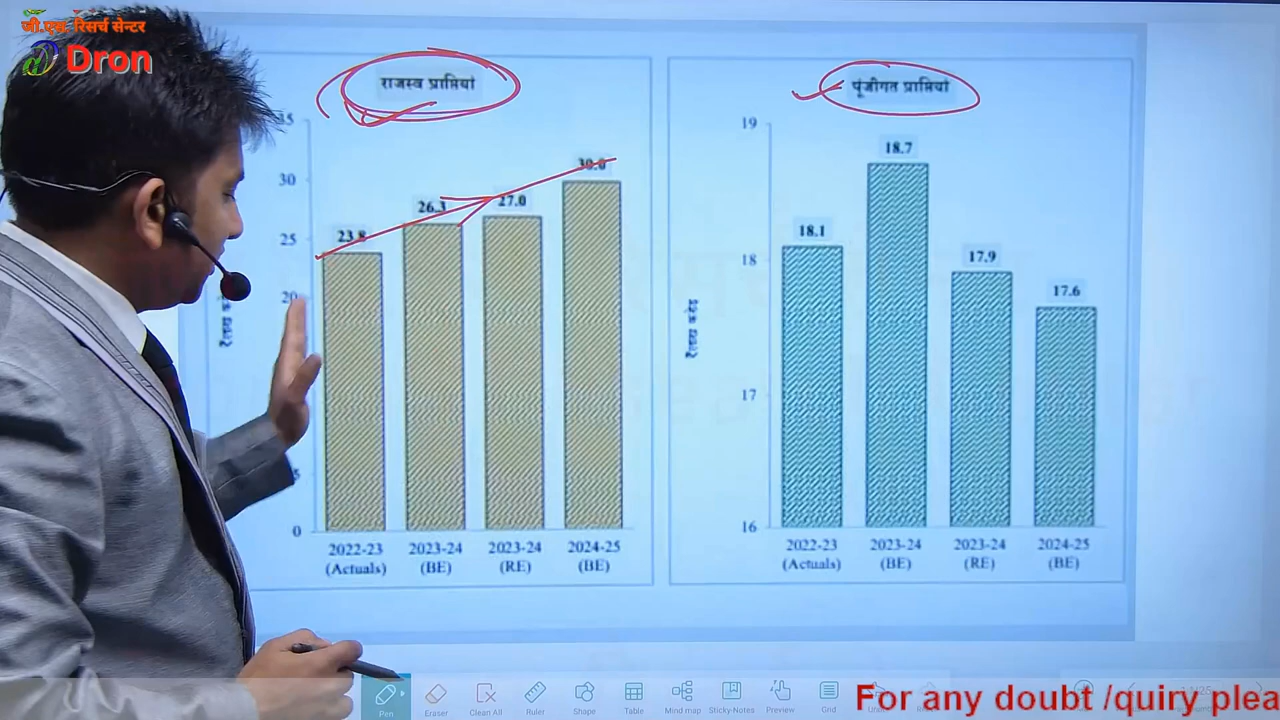 जी.एस. रिसर्च सेन्टर
Dron
राजस्व प्राप्तियां
35
30
25
20
5
0
23.8
26.3
27.0
30.0
2022-23
(Actuals)
2023-24
(BE)
2023-24
(RE)
2024-25
(BE)
पूंजीगत प्राप्तियां
19
18
17
16
₹लाख करोड़
18.1
18.7
17.9
17.6
2022-23
(Actuals)
2023-24
(BE)
2023-24
(RE)
2024-25
(BE)
Pen
Eraser
Clean All
Ruler
Shape
Table
Mind map
Sticky-Notes
Preview
Grid
For any doubt /quiry plea